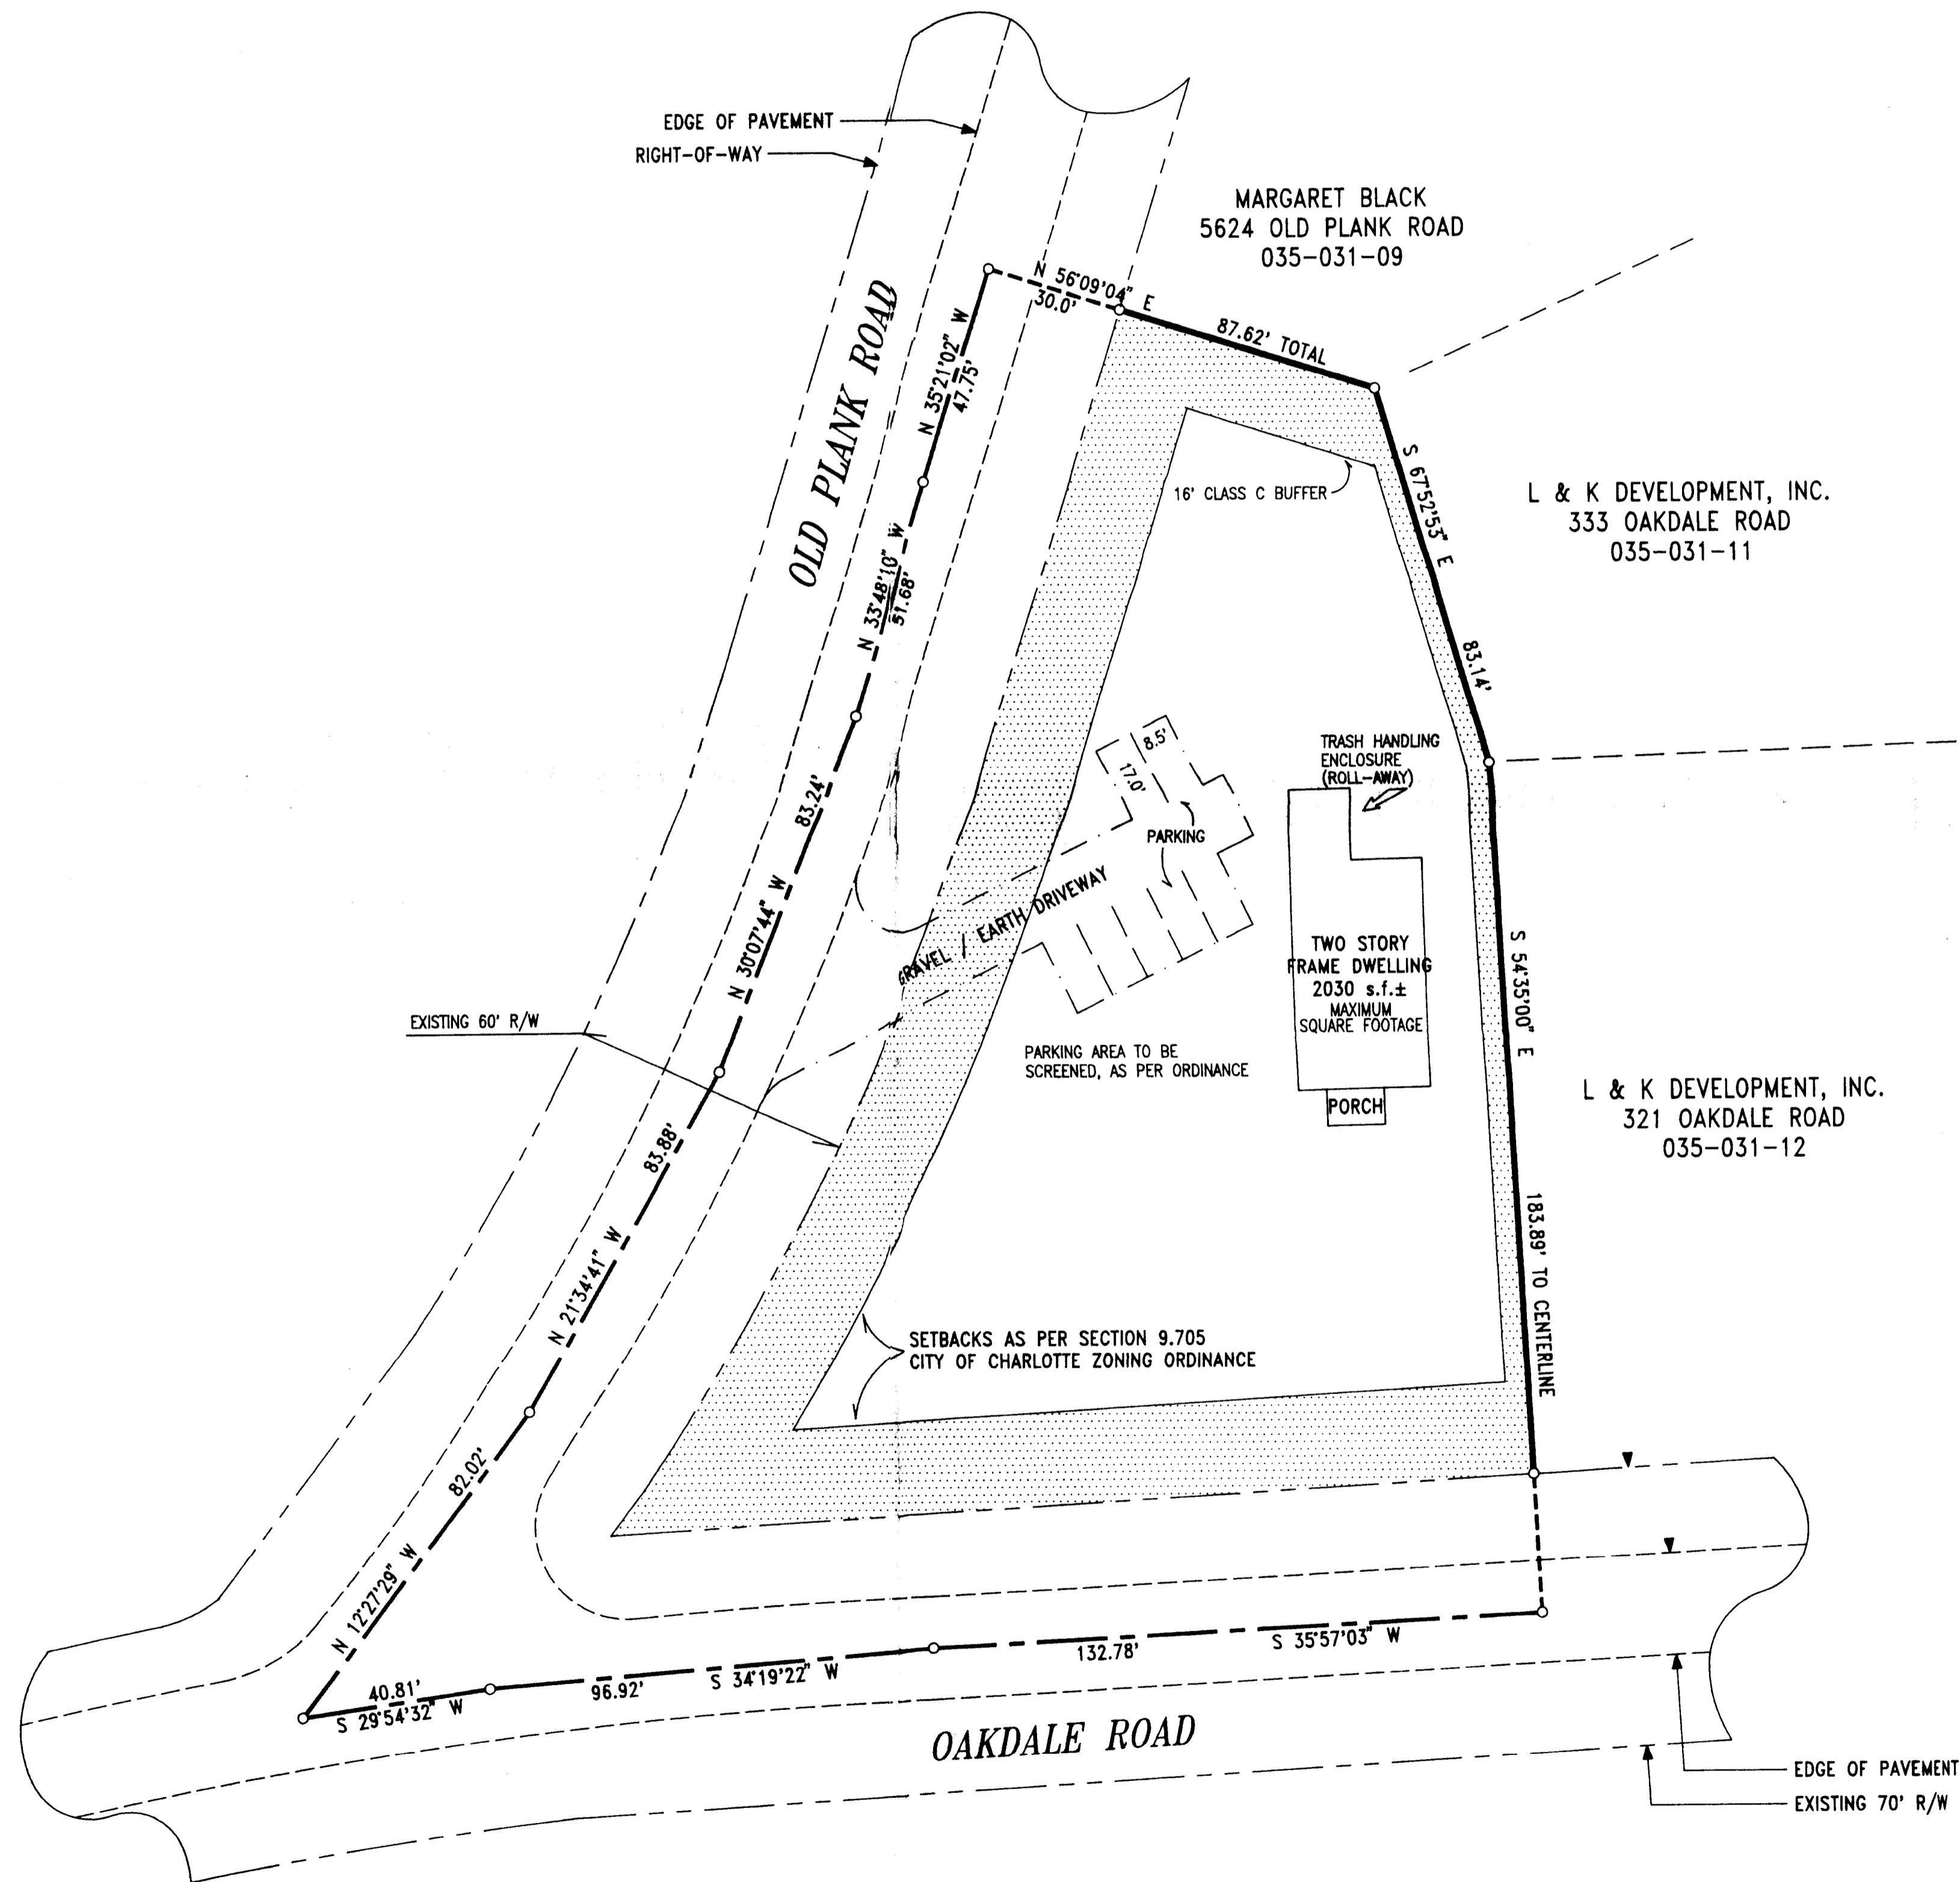 EDGE OF PAVEMENT
RIGHT-OF-WAY
MARGARET BLACK
5624 OLD PLANK ROAD
035-031-09
N 56°09'04" E
30.0'
87.62' TOTAL
OLD PLANK ROAD
N 35°21'02" W
47.75'
16' CLASS C BUFFER
S 67°52'53" E
83.14'
L & K DEVELOPMENT, INC.
333 OAKDALE ROAD
035-031-11
N 33°48'10" W
51.68'
8.5'
17.0'
TRASH HANDLING
ENCLOSURE
(ROLL-AWAY)
PARKING
N 30°07'44" W
83.24'
GRAVEL / EARTH DRIVEWAY
TWO STORY
FRAME DWELLING
2030 s.f.±
MAXIMUM
SQUARE FOOTAGE
S 54°35'00" E
183.89' TO CENTERLINE
EXISTING 60' R/W
PARKING AREA TO BE
SCREENED, AS PER ORDINANCE
PORCH
L & K DEVELOPMENT, INC.
321 OAKDALE ROAD
035-031-12
N 21°34'41" W
83.88'
SETBACKS AS PER SECTION 9.705
CITY OF CHARLOTTE ZONING ORDINANCE
N 12°27'29" W
82.02'
40.81'
S 29°54'32" W
96.92'
S 34°19'22" W
132.78'
S 35°57'03" W
OAKDALE ROAD
EDGE OF PAVEMENT
EXISTING 70' R/W